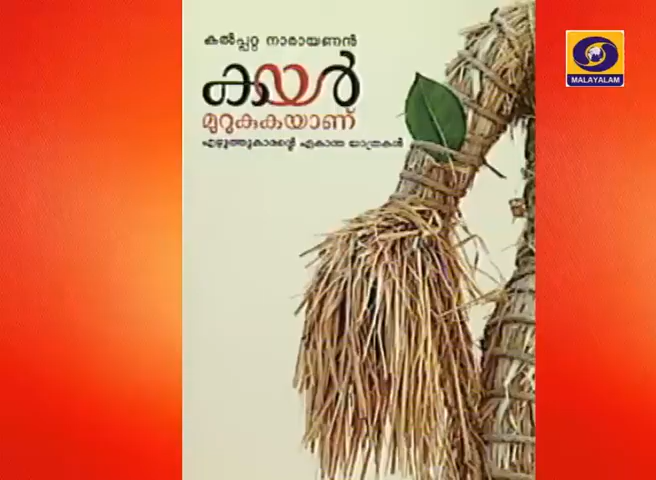 കൽപ്പറ്റ നാരായണൻ
കയർ
മുറുകുകയാണ്
എഴുത്തുകാരന്റെ ഏകാന്ത യാത്രകൾ
MALAYALAM